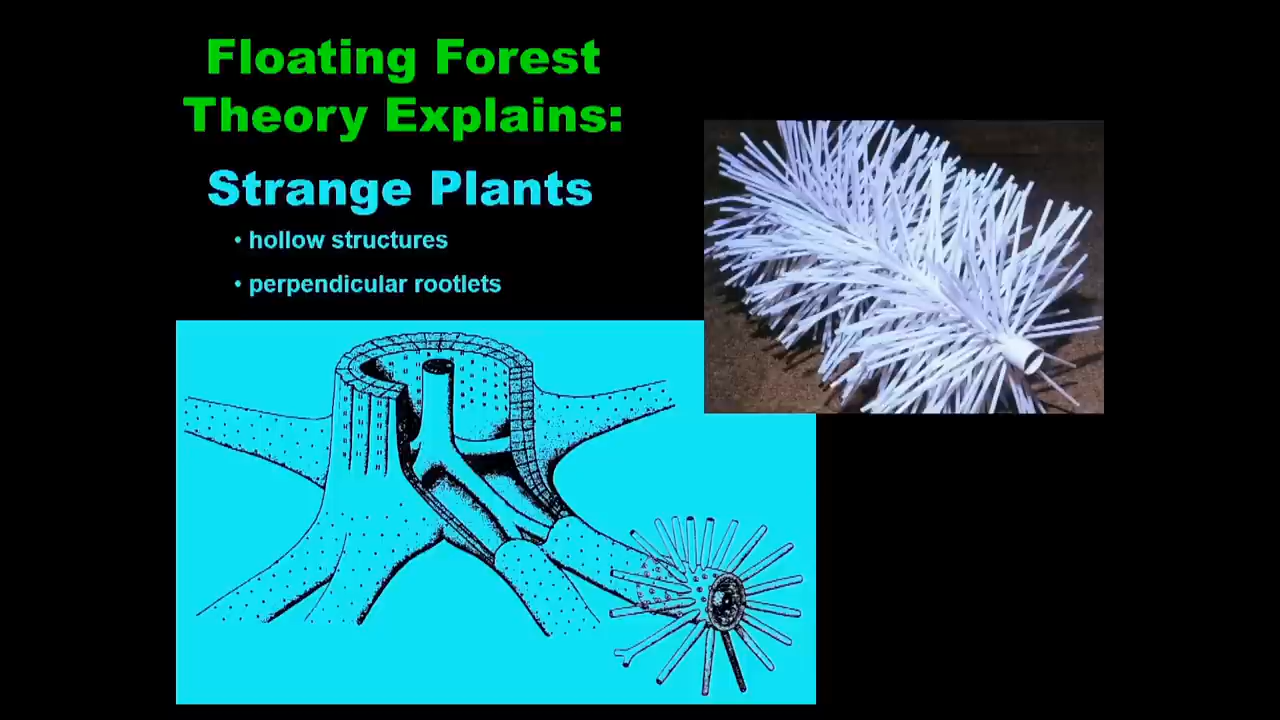 Floating Forest
Theory Explains:
Strange Plants
• hollow structures
• perpendicular rootlets